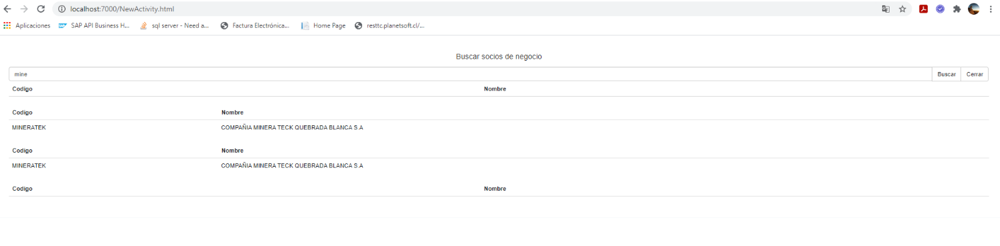 localhost:7000/NewActivity.html
Aplicaciones SAP API Business H... sql server - Need a... Factura Electrónica... Home Page resttc.planetsoft.cl/...
Buscar socios de negocio
mine Buscar Cerrar
Codigo Nombre
Codigo Nombre
MINERATEK COMPAÑIA MINERA TECK QUEBRADA BLANCA S.A
Codigo Nombre
MINERATEK COMPAÑIA MINERA TECK QUEBRADA BLANCA S.A
Codigo Nombre